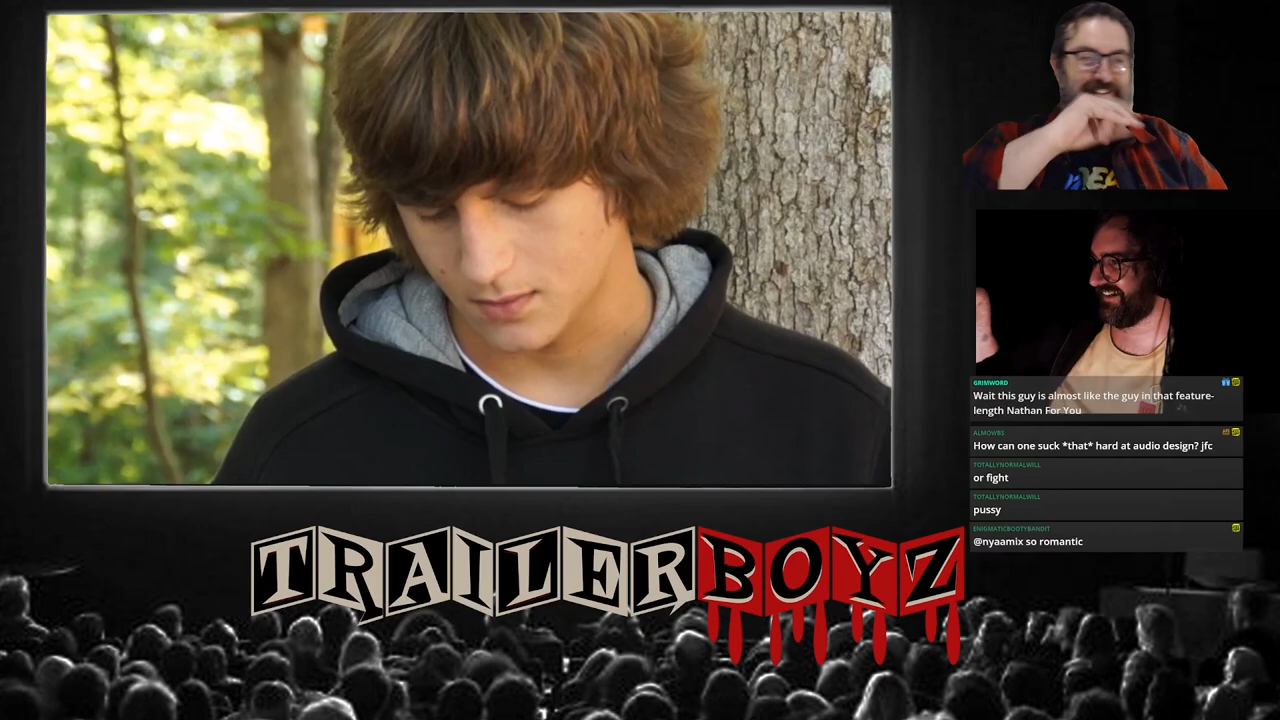 GRIMWORD
Wait this guy is almost like the guy in that feature-
length Nathan For You
ALMOWBS
How can one suck *that* hard at audio design? jfc
TOTALLYNORMALWILL
or fight
TOTALLYNORMALWILL
pussy
ENIGMATICBOOTYBANDIT
@nyaamix so romantic
TRAILERBOYZ